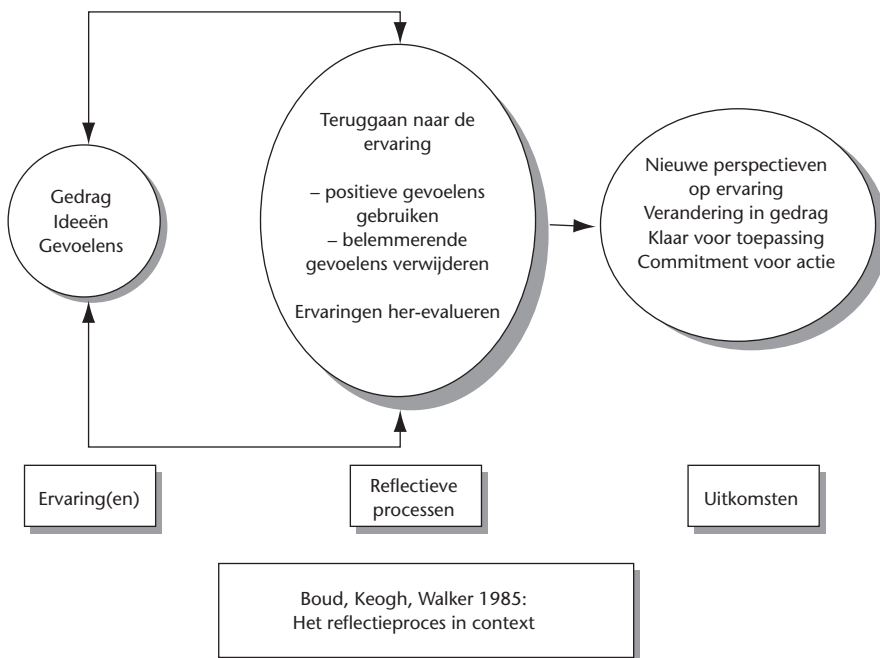 Gedrag
Ideeën
Gevoelens
Teruggaan naar de
ervaring
– positieve gevoelens
gebruiken
– belemmerende
gevoelens verwijderen
Ervaringen her-evalueren
Nieuwe perspectieven
op ervaring
Verandering in gedrag
Klaar voor toepassing
Commitment voor actie
Ervaring(en)
Reflectieve
processen
Uitkomsten
Boud, Keogh, Walker 1985:
Het reflectieproces in context